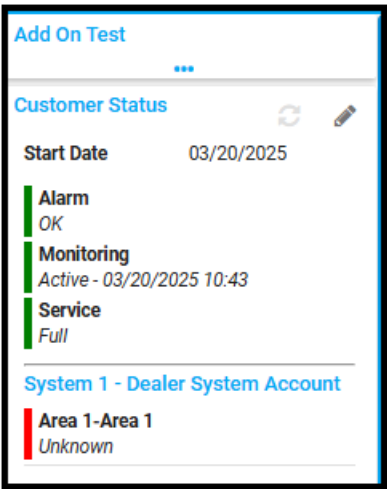 Add On Test
Customer Status
Start Date 03/20/2025
Alarm
OK
Monitoring
Active - 03/20/2025 10:43
Service
Full
System 1 - Dealer System Account
Area 1-Area 1
Unknown